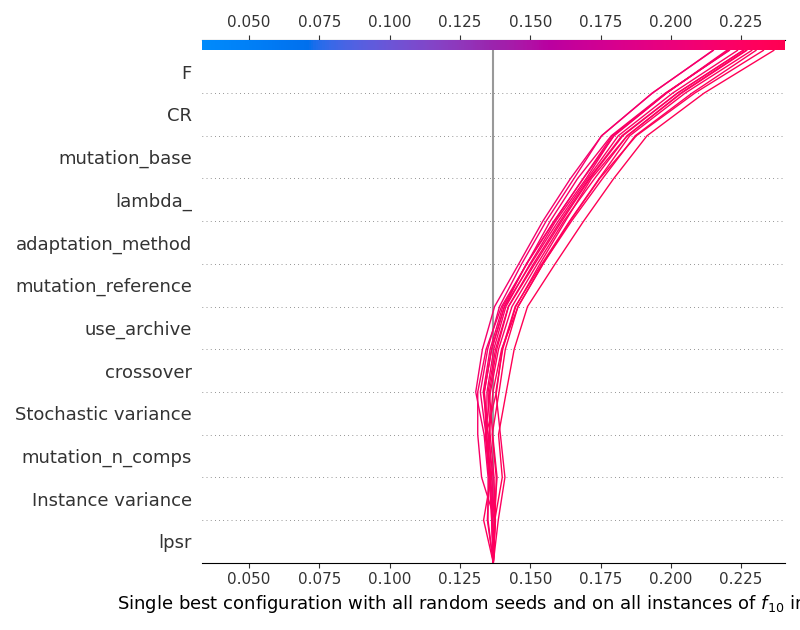 0.050 0.075 0.100 0.125 0.150 0.175 0.200 0.225
F
CR
mutation_base
lambda_
adaptation_method
mutation_reference
use_archive
crossover
Stochastic variance
mutation_n_comps
Instance variance
lpsr
0.050 0.075 0.100 0.125 0.150 0.175 0.200 0.225
Single best configuration with all random seeds and on all instances of f₁₀ i